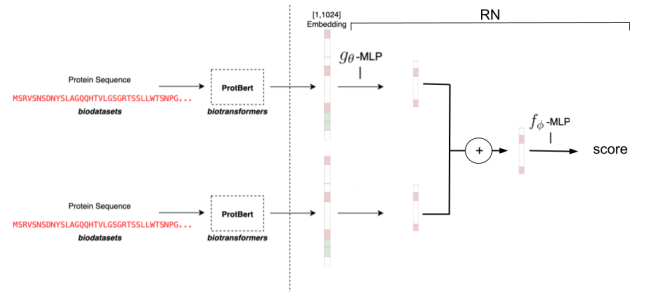 [1,1024]
Embedding
RN
gθ-MLP
Protein Sequence
MSRVSNSDNYSLAGQQHTVLGSGRTSSLLWTSNPG...
biodatasets
ProtBert
biotransformers
+
fϕ-MLP
score
Protein Sequence
MSRVSNSDNYSLAGQQHTVLGSGRTSSLLWTSNPG...
biodatasets
ProtBert
biotransformers